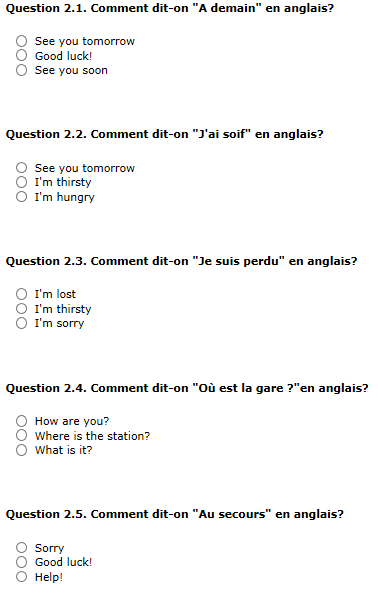 Question 2.1. Comment dit-on "A demain" en anglais?
See you tomorrow
Good luck!
See you soon
Question 2.2. Comment dit-on "J'ai soif" en anglais?
See you tomorrow
I'm thirsty
I'm hungry
Question 2.3. Comment dit-on "Je suis perdu" en anglais?
I'm lost
I'm thirsty
I'm sorry
Question 2.4. Comment dit-on "Où est la gare ?"en anglais?
How are you?
Where is the station?
What is it?
Question 2.5. Comment dit-on "Au secours" en anglais?
Sorry
Good luck!
Help!